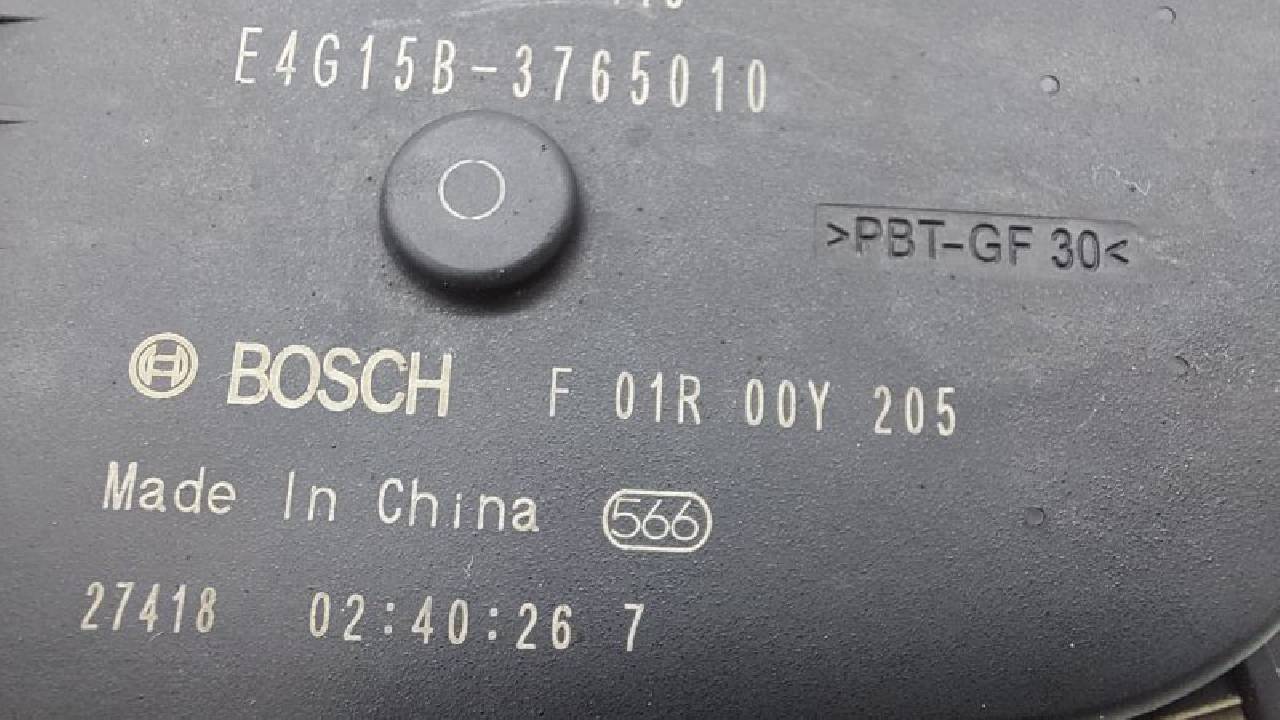 E4G15B-3765010
>PBT-GF 30<
BOSCH F 01R 00Y 205
Made In China 566
27418 02:40:26 7